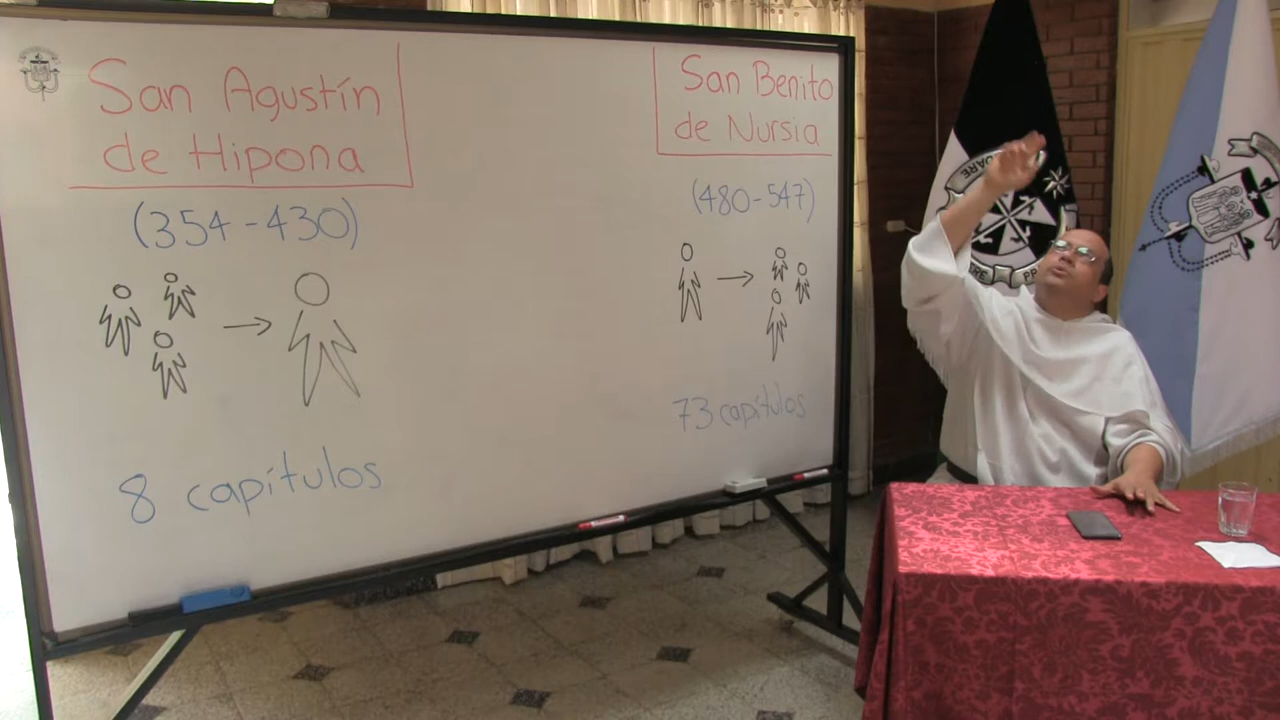 San Agustín
de Hipona
(354-430)
8 capítulos
San Benito
de Nursia
(480-547)
73 capítulos